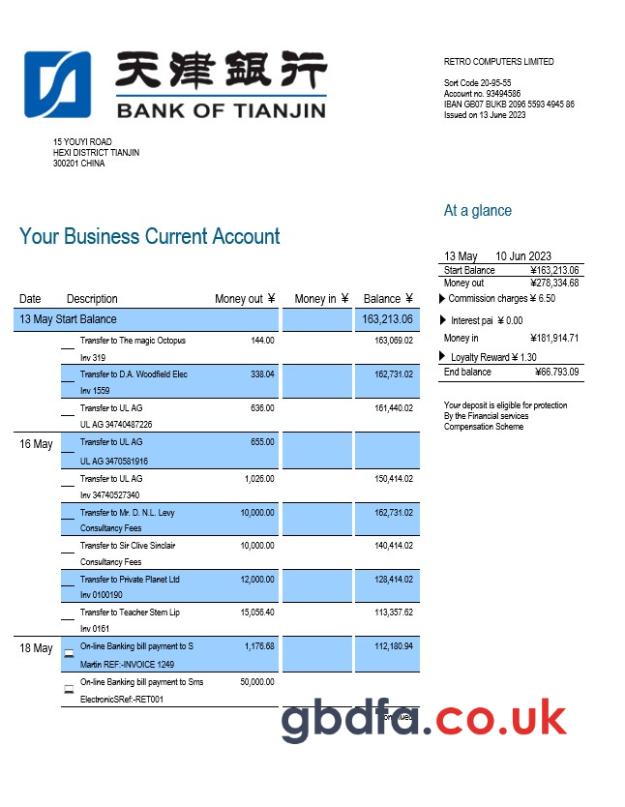 天津銀行
BANK OF TIANJIN
RETRO COMPUTERS LIMITED
Sort Code 20-95-55
Account no. 93494586
IBAN GB07 BUKB 2096 5593 4945 86
Issued on 13 June 2023
15 YOUYI ROAD
HEXI DISTRICT TIANJIN
300201 CHINA
At a glance
Your Business Current Account
13 May 10 Jun 2023
Start Balance ¥163,213.06
Money out ¥278,334.68
Commission charges ¥ 6.50
Interest pai ¥ 0.00
Money in ¥181,914.71
Loyalty Reward ¥ 1.30
End balance ¥66.793.09
Your deposit is eligible for protection
By the Financial services
Compensation Scheme
Date Description Money out ¥ Money in ¥ Balance ¥
13 May Start Balance 163,213.06
Transfer to The magic Octopus 144.00 163,069.02
Inv 319
Transfer to D.A. Woodfield Elec 338.04 162,731.02
Inv 1559
Transfer to UL AG 636.00 161,440.02
UL AG 34740487226
16 May Transfer to UL AG 655.00
UL AG 3470581916
Transfer to UL AG 1,026.00 150,414.02
Inv 34740527340
Transfer to Mr. D. N.L. Levy 10,000.00 162,731.02
Consultancy Fees
Transfer to Sir Clive Sinclair 10,000.00 140,414.02
Consultancy Fees
Transfer to Private Planet Ltd 12,000.00 128,414.02
Inv 0100190
Transfer to Teacher Stem Lip 15,056.40 113,357.62
Inv 0161
18 May On-line Banking bill payment to S 1,176.68 112,180.94
Martin REF:-INVOICE 1249
On-line Banking bill payment to Sms 50,000.00
ElectronicSRef:-RET001
gbdfa.co.uk